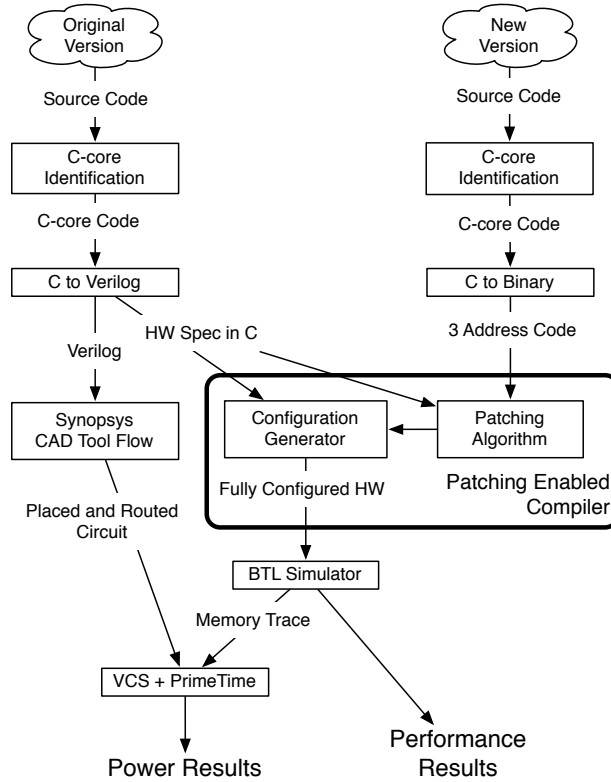 Original
Version
New
Version
Source Code
Source Code
C-core
Identification
C-core
Identification
C-core Code
C-core Code
C to Verilog
C to Binary
HW Spec in C
3 Address Code
Verilog
Synopsys
CAD Tool Flow
Configuration
Generator
Patching
Algorithm
Fully Configured HW
Patching Enabled
Compiler
Placed and Routed
Circuit
BTL Simulator
Memory Trace
VCS + PrimeTime
Power Results
Performance
Results